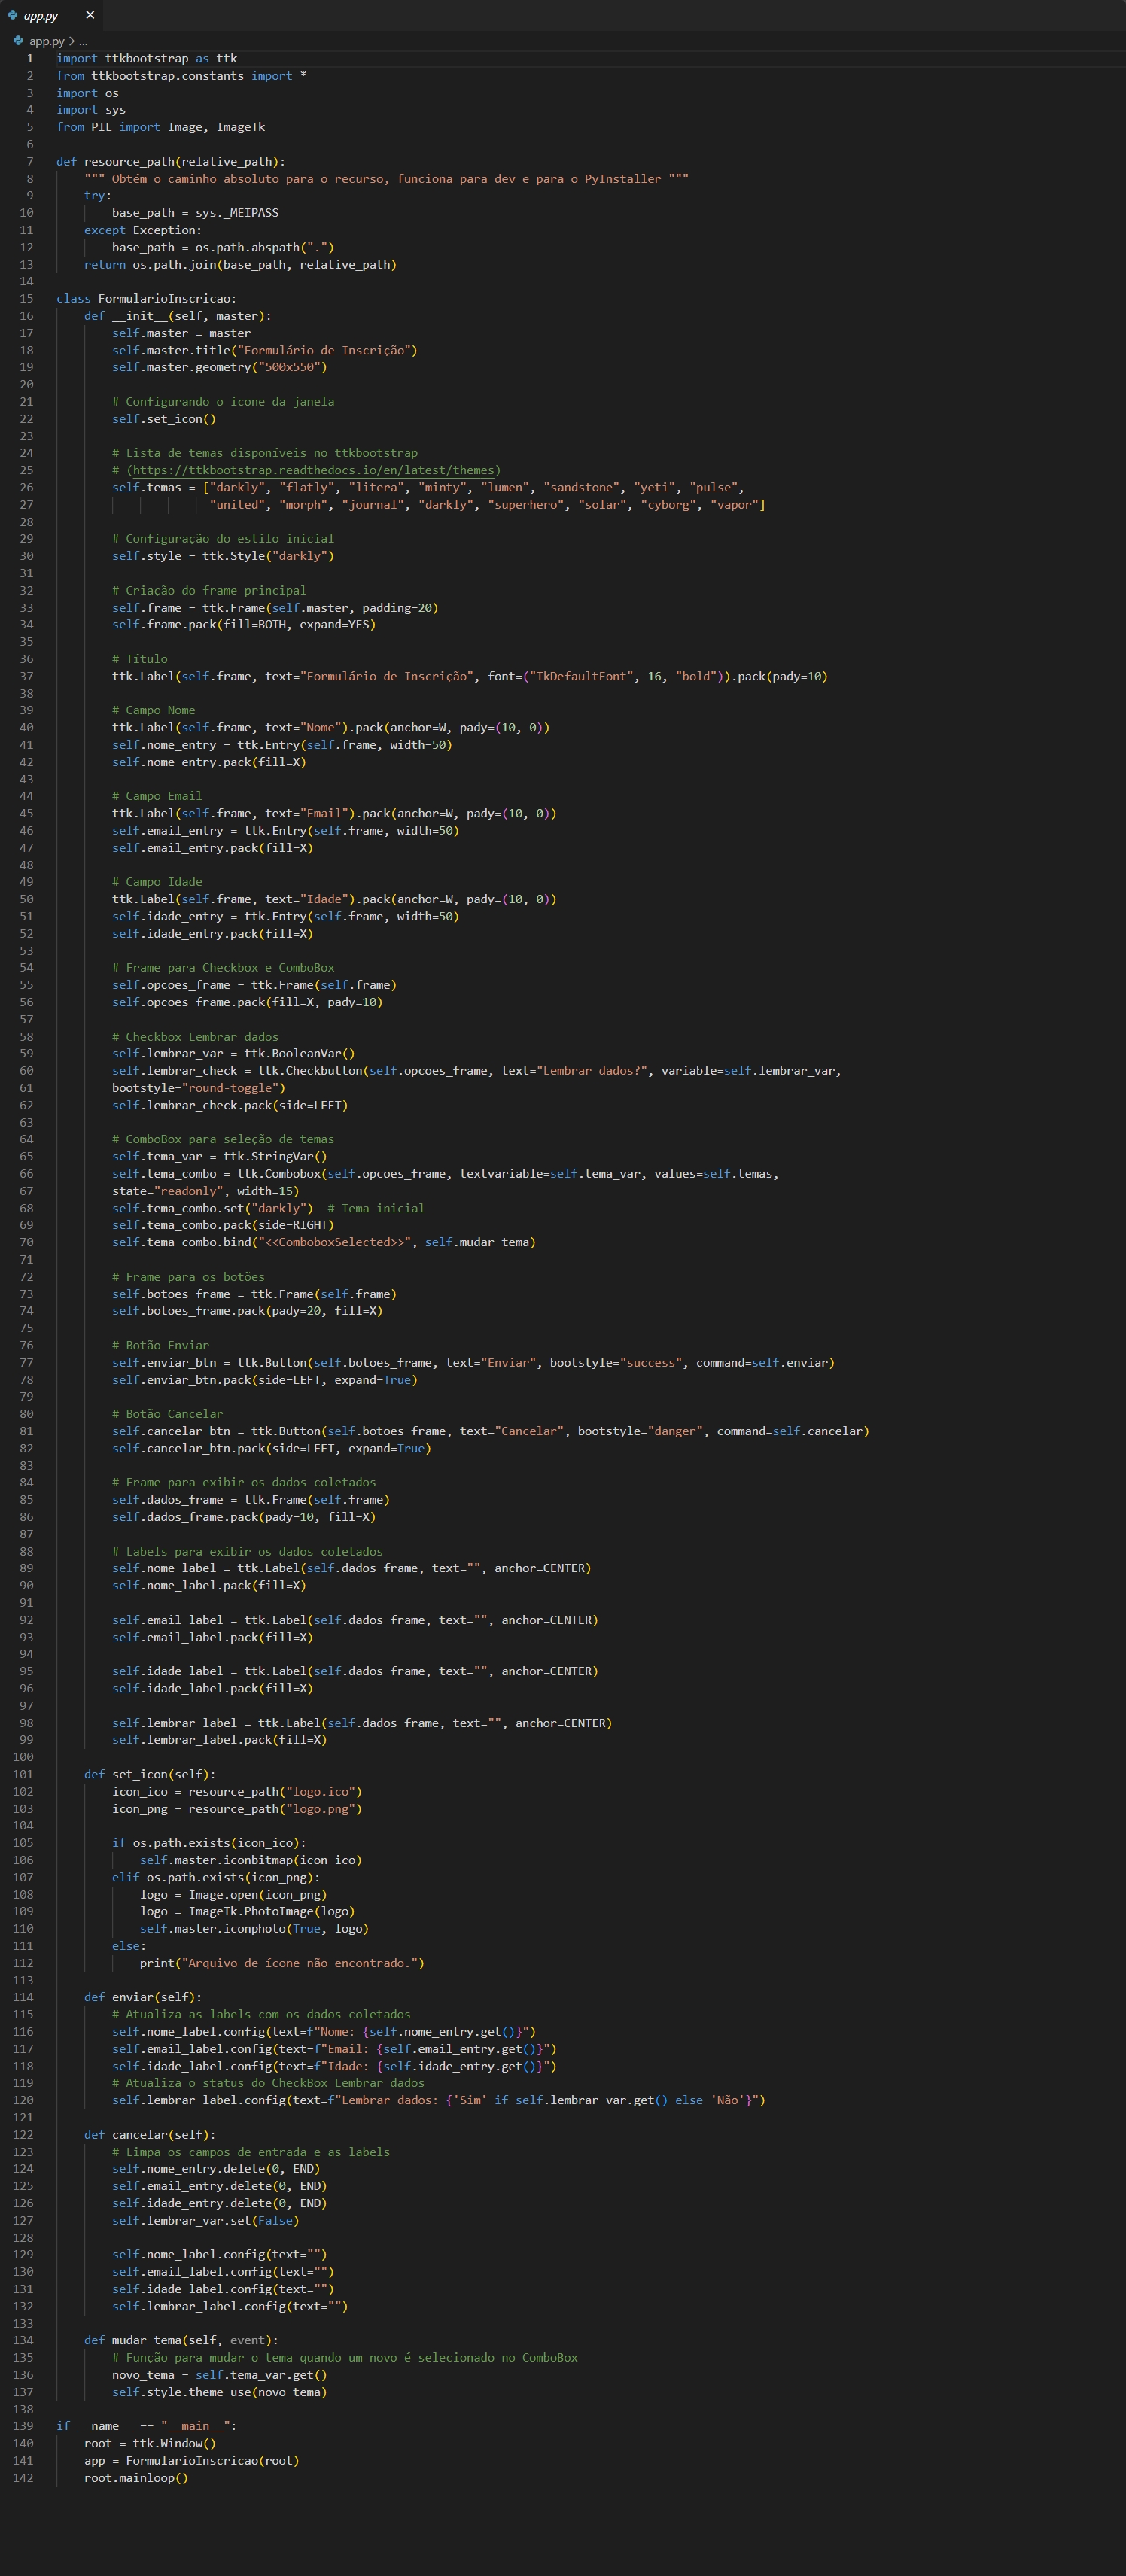 app.py
app.py > ...
1 import ttkbootstrap as ttk
2 from ttkbootstrap.constants import *
3 import os
4 import sys
5 from PIL import Image, ImageTk
6
7 def resource_path(relative_path):
8     """ Obtém o caminho absoluto para o recurso, funciona para dev e para o PyInstaller """
9     try:
10         base_path = sys._MEIPASS
11     except Exception:
12         base_path = os.path.abspath(".")
13     return os.path.join(base_path, relative_path)
14
15 class FormularioInscricao:
16     def __init__(self, master):
17         self.master = master
18         self.master.title("Formulário de Inscrição")
19         self.master.geometry("500x550")
20
21         # Configurando o ícone da janela
22         self.set_icon()
23
24         # Lista de temas disponíveis no ttkbootstrap
25         # (https://ttkbootstrap.readthedocs.io/en/latest/themes)
26         self.temas = ["darkly", "flatly", "litera", "minty", "lumen", "sandstone", "yeti", "pulse",
27                       "united", "morph", "journal", "darkly", "superhero", "solar", "cyborg", "vapor"]
28
29         # Configuração do estilo inicial
30         self.style = ttk.Style("darkly")
31
32         # Criação do frame principal
33         self.frame = ttk.Frame(self.master, padding=20)
34         self.frame.pack(fill=BOTH, expand=YES)
35
36         # Título
37         ttk.Label(self.frame, text="Formulário de Inscrição", font=("TkDefaultFont", 16, "bold")).pack(pady=10)
38
39         # Campo Nome
40         ttk.Label(self.frame, text="Nome").pack(anchor=W, pady=(10, 0))
41         self.nome_entry = ttk.Entry(self.frame, width=50)
42         self.nome_entry.pack(fill=X)
43
44         # Campo Email
45         ttk.Label(self.frame, text="Email").pack(anchor=W, pady=(10, 0))
46         self.email_entry = ttk.Entry(self.frame, width=50)
47         self.email_entry.pack(fill=X)
48
49         # Campo Idade
50         ttk.Label(self.frame, text="Idade").pack(anchor=W, pady=(10, 0))
51         self.idade_entry = ttk.Entry(self.frame, width=50)
52         self.idade_entry.pack(fill=X)
53
54         # Frame para Checkbox e ComboBox
55         self.opcoes_frame = ttk.Frame(self.frame)
56         self.opcoes_frame.pack(fill=X, pady=10)
57
58         # Checkbox Lembrar dados
59         self.lembrar_var = ttk.BooleanVar()
60         self.lembrar_check = ttk.Checkbutton(self.opcoes_frame, text="Lembrar dados?", variable=self.lembrar_var,
61         bootstyle="round-toggle")
62         self.lembrar_check.pack(side=LEFT)
63
64         # ComboBox para seleção de temas
65         self.tema_var = ttk.StringVar()
66         self.tema_combo = ttk.Combobox(self.opcoes_frame, textvariable=self.tema_var, values=self.temas,
67         state="readonly", width=15)
68         self.tema_combo.set("darkly")  # Tema inicial
69         self.tema_combo.pack(side=RIGHT)
70         self.tema_combo.bind("<<ComboboxSelected>>", self.mudar_tema)
71
72         # Frame para os botões
73         self.botoes_frame = ttk.Frame(self.frame)
74         self.botoes_frame.pack(pady=20, fill=X)
75
76         # Botão Enviar
77         self.enviar_btn = ttk.Button(self.botoes_frame, text="Enviar", bootstyle="success", command=self.enviar)
78         self.enviar_btn.pack(side=LEFT, expand=True)
79
80         # Botão Cancelar
81         self.cancelar_btn = ttk.Button(self.botoes_frame, text="Cancelar", bootstyle="danger", command=self.cancelar)
82         self.cancelar_btn.pack(side=LEFT, expand=True)
83
84         # Frame para exibir os dados coletados
85         self.dados_frame = ttk.Frame(self.frame)
86         self.dados_frame.pack(pady=10, fill=X)
87
88         # Labels para exibir os dados coletados
89         self.nome_label = ttk.Label(self.dados_frame, text="", anchor=CENTER)
90         self.nome_label.pack(fill=X)
91
92         self.email_label = ttk.Label(self.dados_frame, text="", anchor=CENTER)
93         self.email_label.pack(fill=X)
94
95         self.idade_label = ttk.Label(self.dados_frame, text="", anchor=CENTER)
96         self.idade_label.pack(fill=X)
97
98         self.lembrar_label = ttk.Label(self.dados_frame, text="", anchor=CENTER)
99         self.lembrar_label.pack(fill=X)
100
101     def set_icon(self):
102         icon_ico = resource_path("logo.ico")
103         icon_png = resource_path("logo.png")
104
105         if os.path.exists(icon_ico):
106             self.master.iconbitmap(icon_ico)
107         elif os.path.exists(icon_png):
108             logo = Image.open(icon_png)
109             logo = ImageTk.PhotoImage(logo)
110             self.master.iconphoto(True, logo)
111         else:
112             print("Arquivo de ícone não encontrado.")
113
114     def enviar(self):
115         # Atualiza as labels com os dados coletados
116         self.nome_label.config(text=f"Nome: {self.nome_entry.get()}")
117         self.email_label.config(text=f"Email: {self.email_entry.get()}")
118         self.idade_label.config(text=f"Idade: {self.idade_entry.get()}")
119         # Atualiza o status do CheckBox Lembrar dados
120         self.lembrar_label.config(text=f"Lembrar dados: {'Sim' if self.lembrar_var.get() else 'Não'}")
121
122     def cancelar(self):
123         # Limpa os campos de entrada e as labels
124         self.nome_entry.delete(0, END)
125         self.email_entry.delete(0, END)
126         self.idade_entry.delete(0, END)
127         self.lembrar_var.set(False)
128
129         self.nome_label.config(text="")
130         self.email_label.config(text="")
131         self.idade_label.config(text="")
132         self.lembrar_label.config(text="")
133
134     def mudar_tema(self, event):
135         # Função para mudar o tema quando um novo é selecionado no ComboBox
136         novo_tema = self.tema_var.get()
137         self.style.theme_use(novo_tema)
138
139 if __name__ == "__main__":
140     root = ttk.Window()
141     app = FormularioInscricao(root)
142     root.mainloop()